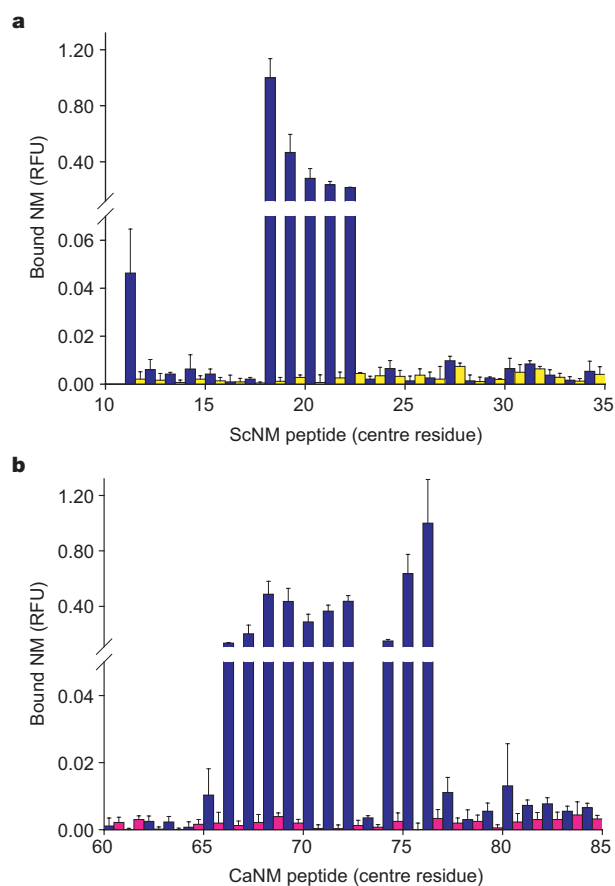 a
1.20
0.80
0.40
0.06
0.04
0.02
0.00
Bound NM (RFU)
10 15 20 25 30 35
ScNM peptide (centre residue)
b
1.20
0.80
0.40
0.04
0.02
0.00
Bound NM (RFU)
60 65 70 75 80 85
CaNM peptide (centre residue)